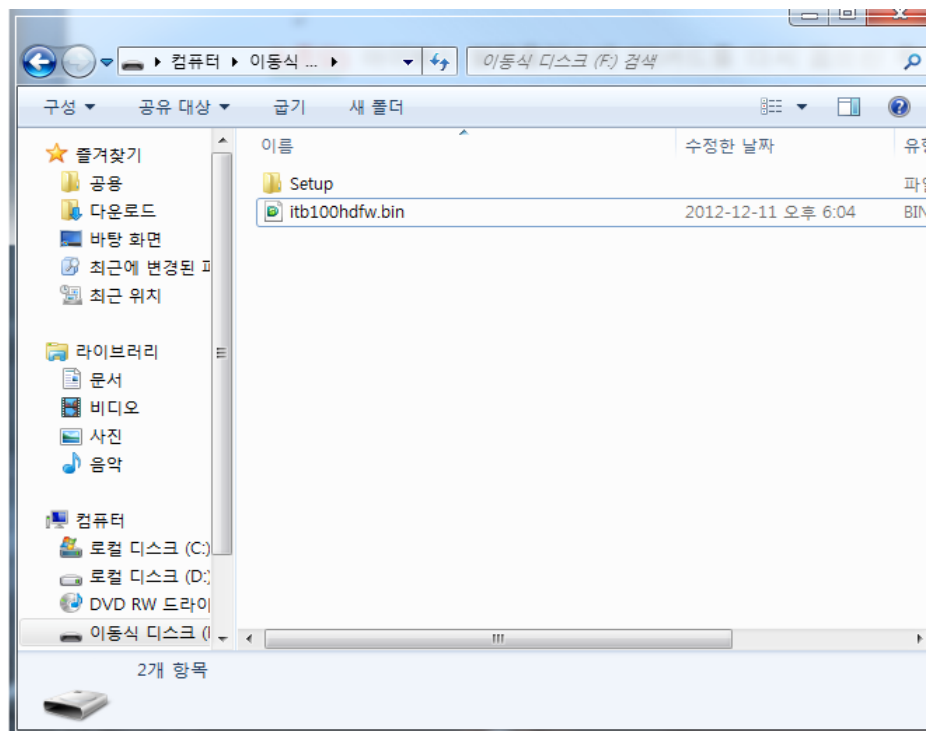 컴퓨터 이동식 ... 이동식 디스크 (F:) 검색
구성 공유 대상 굽기 새 폴더
즐겨찾기
공용
다운로드
바탕 화면
최근에 변경된
최근 위치
라이브러리
문서
비디오
사진
음악
컴퓨터
로컬 디스크 (C:)
로컬 디스크 (D:)
DVD RW 드라이
이동식 디스크
이름 수정한 날짜
Setup
itb100hdfw.bin 2012-12-11 오후 6:04 BIN
2개 항목